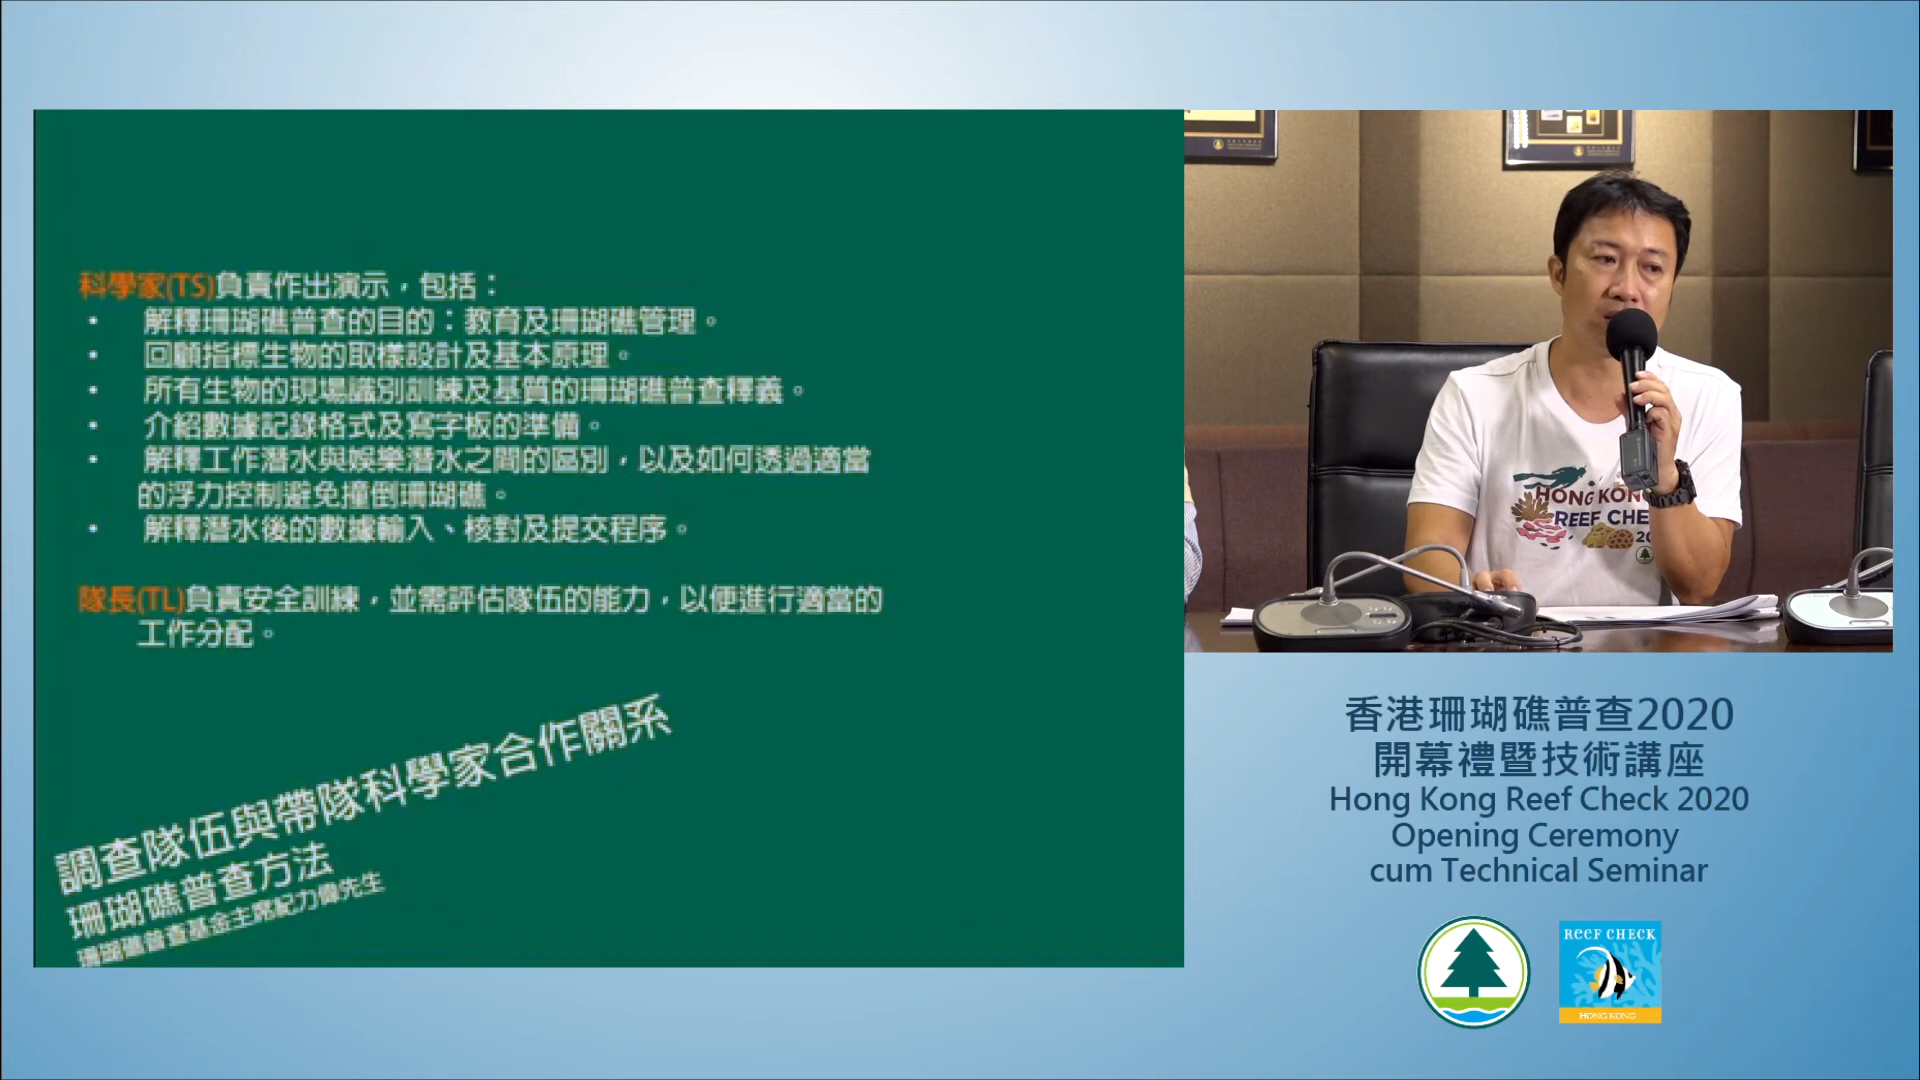 科學家(TS)負責作出演示，包括：
• 解釋珊瑚礁普查的目的：教育及珊瑚礁管理。
• 回顧指標生物的取樣設計及基本原理。
• 所有生物的現場識別訓練及基質的珊瑚礁普查釋義。
• 介紹數據記錄格式及寫字板的準備。
• 解釋工作潛水與娛樂潛水之間的區別，以及如何透過適當
的浮力控制避免撞倒珊瑚礁。
• 解釋潛水後的數據輸入、核對及提交程序。
隊長(TL)負責安全訓練，並需評估隊伍的能力，以便進行適當的
工作分配。
調查隊伍與帶隊科學家合作關系
珊瑚礁普查方法
珊瑚礁普查基金主席紀力偉先生
HONG KONG
REEF CHE
20
香港珊瑚礁普查2020
開幕禮暨技術講座
Hong Kong Reef Check 2020
Opening Ceremony
cum Technical Seminar
REEF CHECK
HONG KONG